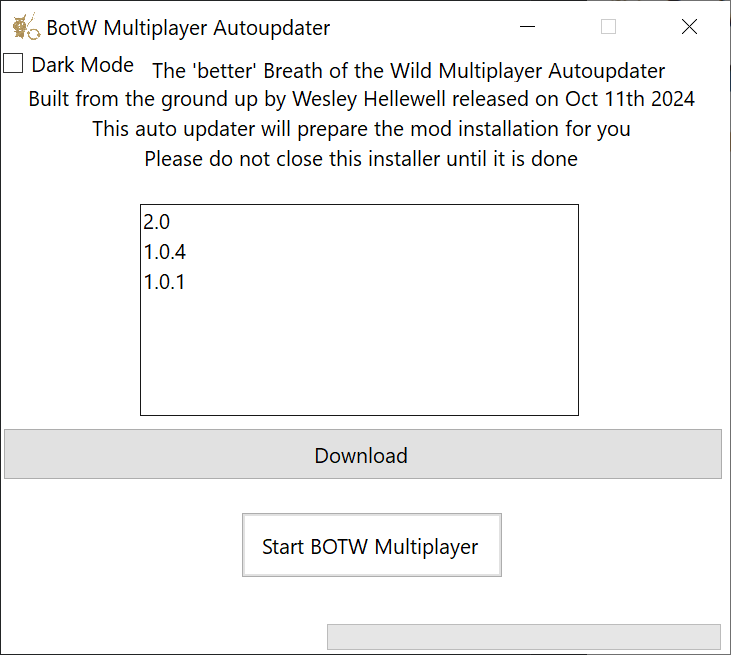 BotW Multiplayer Autoupdater
Dark Mode
The 'better' Breath of the Wild Multiplayer Autoupdater
Built from the ground up by Wesley Hellewell released on Oct 11th 2024
This auto updater will prepare the mod installation for you
Please do not close this installer until it is done
2.0
1.0.4
1.0.1
Download
Start BOTW Multiplayer